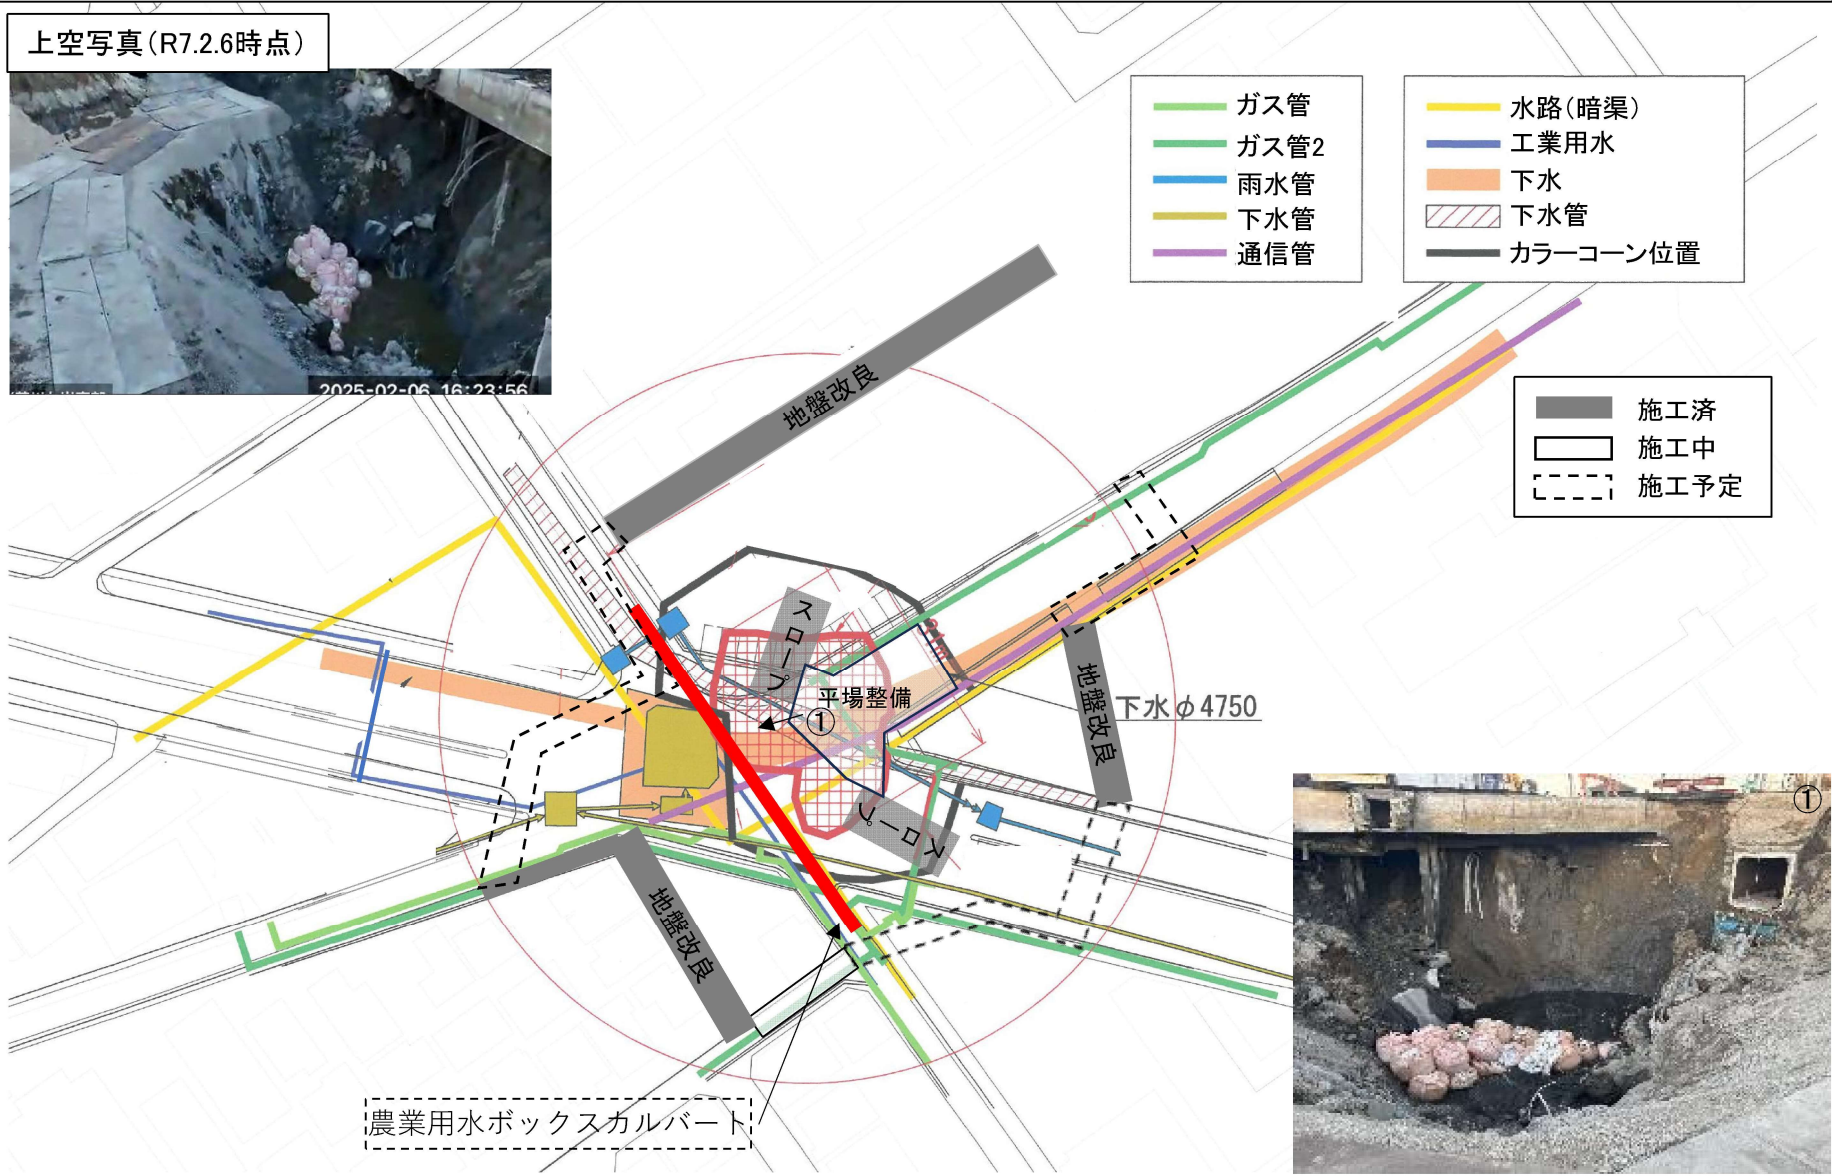 上空写真(R7.2.6時点)
2025-02-06 16:23:56
ガス管
ガス管2
雨水管
下水管
通信管
水路(暗渠)
工業用水
下水
下水管
カラーコーン位置
施工済
施工中
施工予定
地盤改良
スロープ
平場整備
①
地盤改良
下水φ4750
スロープ
地盤改良
①
農業用水ボックスカルバート